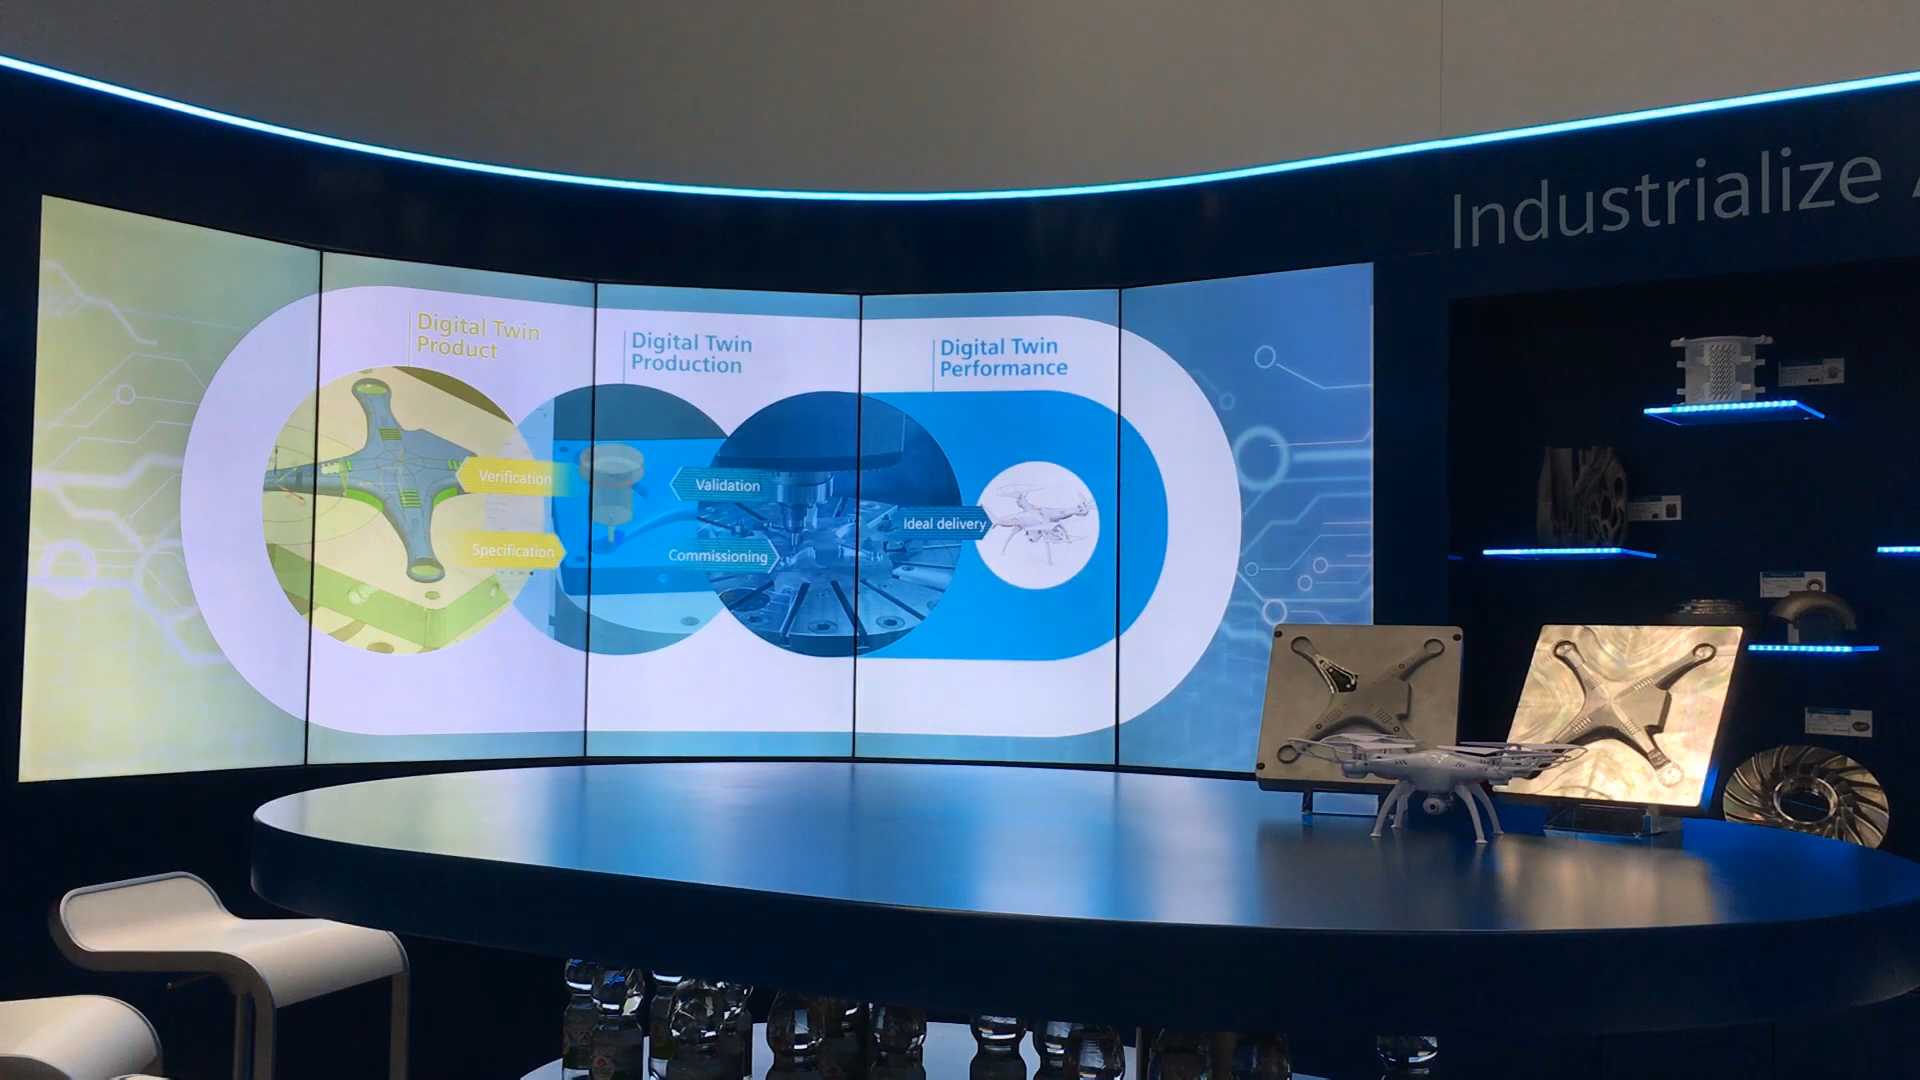 Industrialize
Digital Twin
Product
Digital Twin
Production
Digital Twin
Performance
Verification
Validation
Ideal delivery
Specification
Commissioning